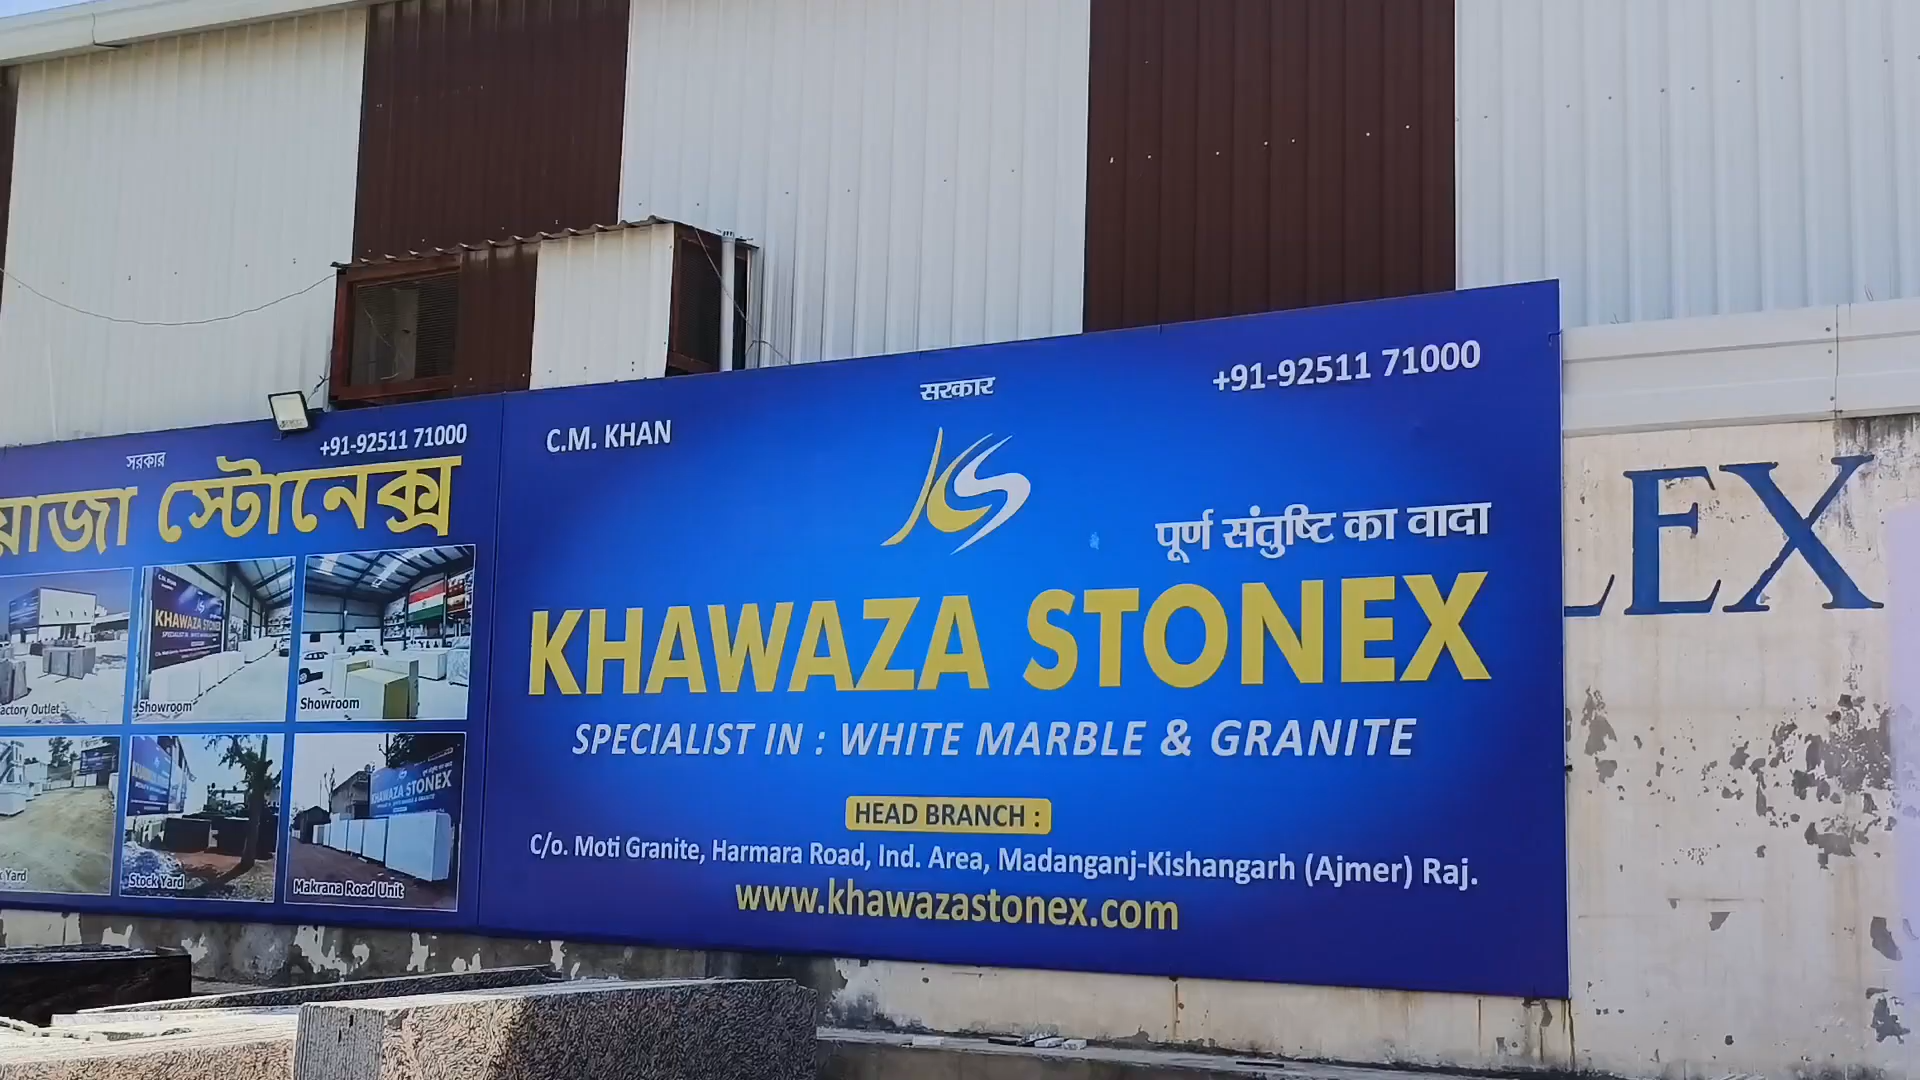 সরকার
+91-92511 71000
স্টোনেক্স
KHAWAZA STONEX
Factory Outlet
Showroom
Showroom
Yard
Stock Yard
KHAWAZA STONEX
Makrana Road Unit
सरकार
+91-92511 71000
C.M. KHAN
KS
पूर्ण संतुष्टि का वादा
KHAWAZA STONEX
SPECIALIST IN : WHITE MARBLE & GRANITE
HEAD BRANCH :
C/o. Moti Granite, Harmara Road, Ind. Area, Madanganj-Kishangarh (Ajmer) Raj.
www.khawazastonex.com
LEX